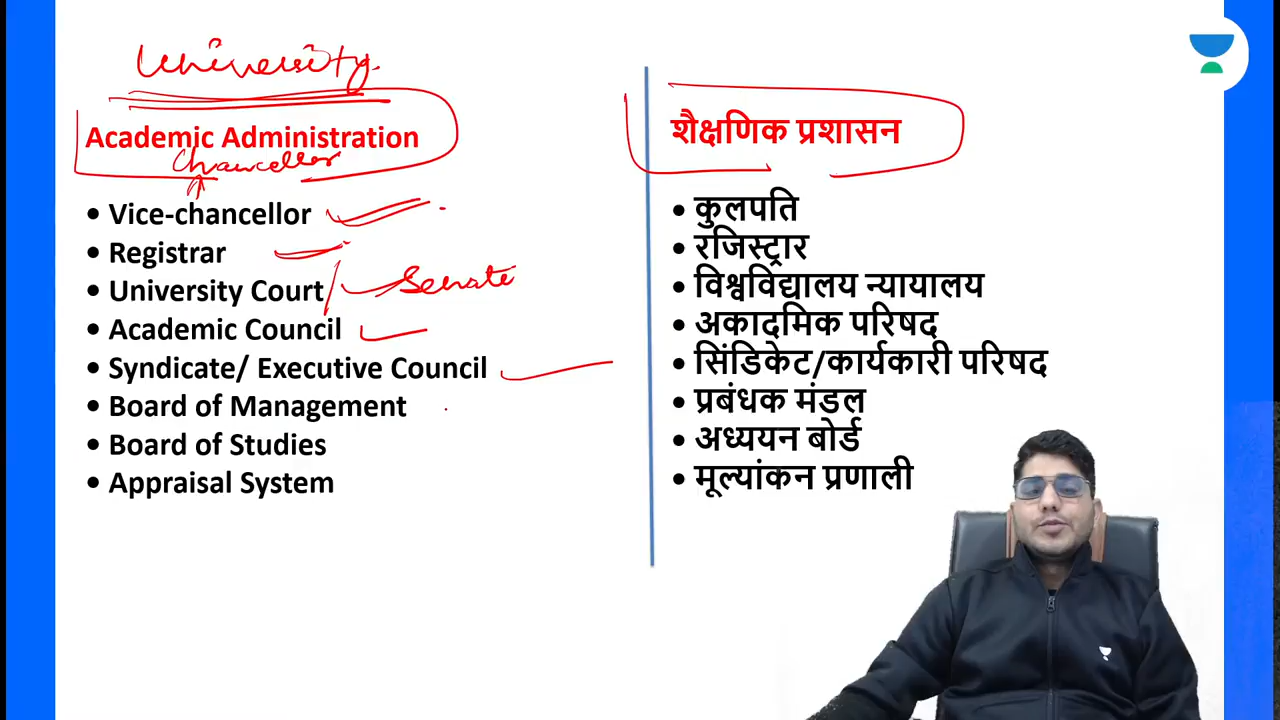 University
Academic Administration
Chancellor
• Vice-chancellor
• Registrar
• University Court / Senate
• Academic Council
• Syndicate/ Executive Council
• Board of Management
• Board of Studies
• Appraisal System
शैक्षणिक प्रशासन
• कुलपति
• रजिस्ट्रार
• विश्वविद्यालय न्यायालय
• अकादमिक परिषद
• सिंडिकेट/कार्यकारी परिषद
• प्रबंधक मंडल
• अध्ययन बोर्ड
• मूल्यांकन प्रणाली